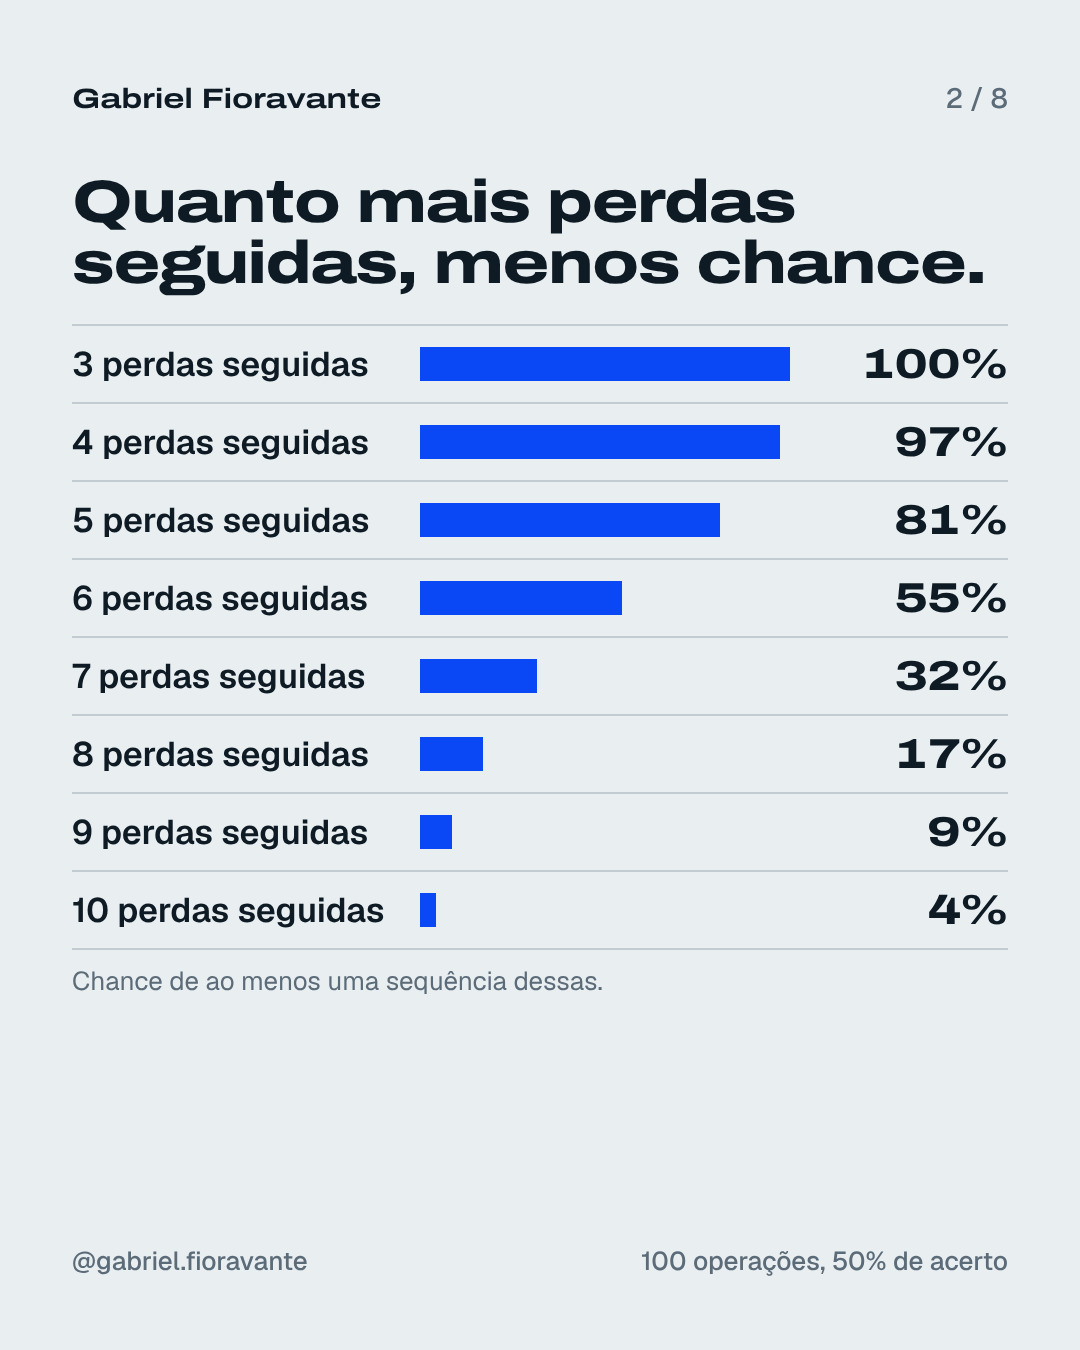 Gabriel Fioravante
2 / 8
Quanto mais perdas
seguidas, menos chance.
3 perdas seguidas 100%
4 perdas seguidas 97%
5 perdas seguidas 81%
6 perdas seguidas 55%
7 perdas seguidas 32%
8 perdas seguidas 17%
9 perdas seguidas 9%
10 perdas seguidas 4%
Chance de ao menos uma sequência dessas.
@gabriel.fioravante
100 operações, 50% de acerto